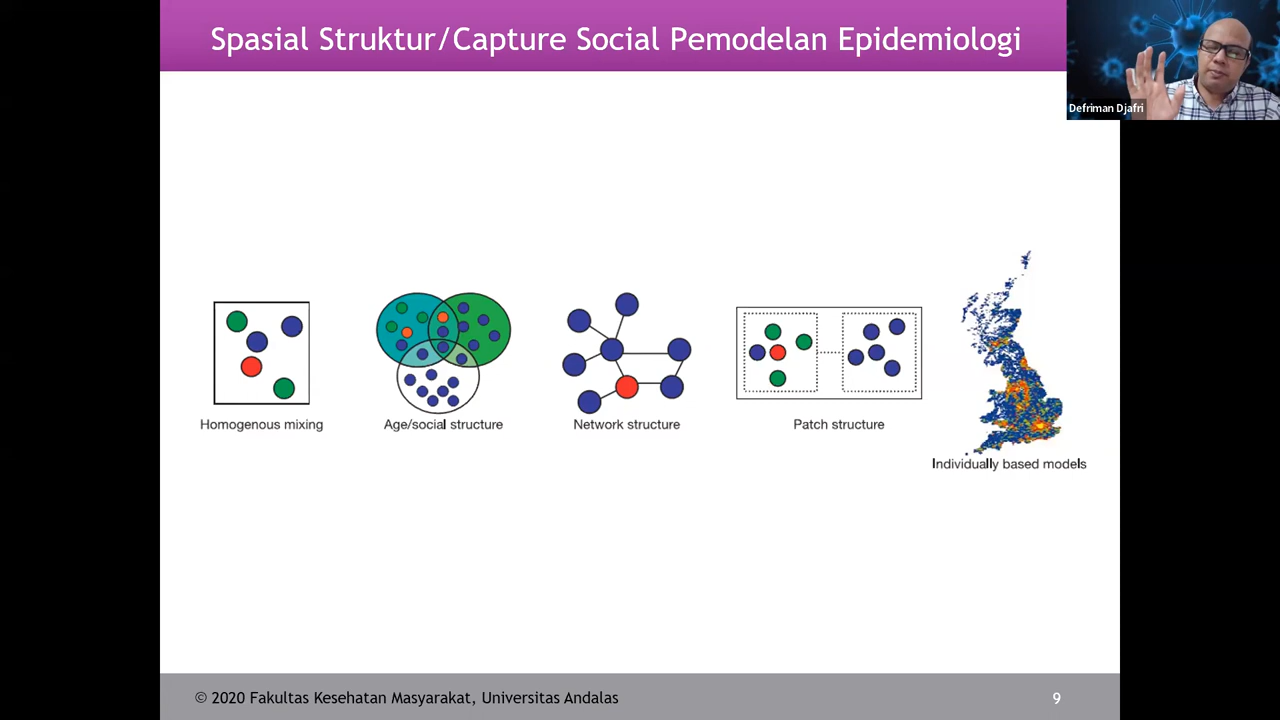 Spasial Struktur/Capture Social Pemodelan Epidemiologi
Defriman Djafri
Homogenous mixing
Age/social structure
Network structure
Patch structure
Individually based models
© 2020 Fakultas Kesehatan Masyarakat, Universitas Andalas
9